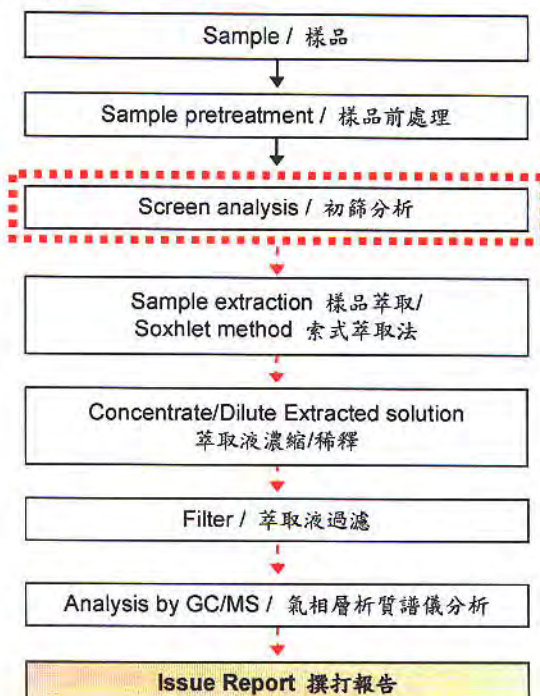 Sample / 樣品
Sample pretreatment / 樣品前處理
Screen analysis / 初篩分析
Sample extraction 樣品萃取/
Soxhlet method 索式萃取法
Concentrate/Dilute Extracted solution
萃取液濃縮/稀釋
Filter / 萃取液過濾
Analysis by GC/MS / 氣相層析質譜儀分析
Issue Report 撰打報告